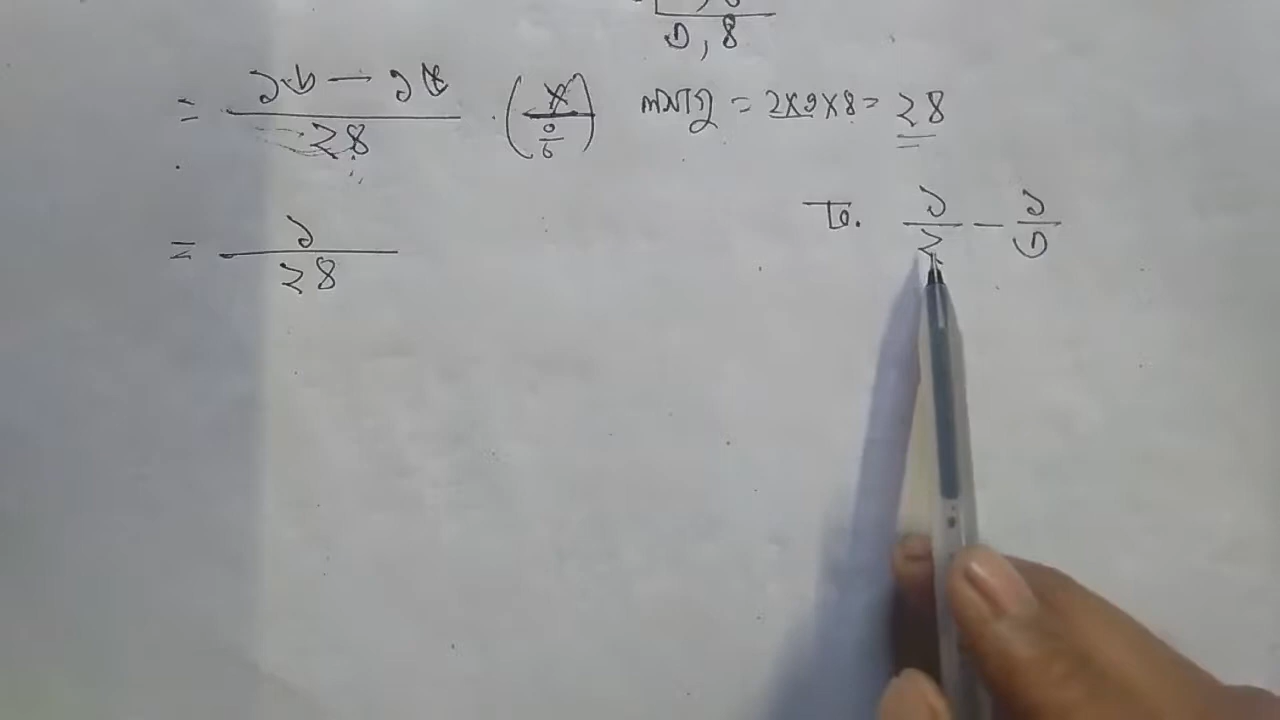 ৩, ৪
= ১৬ - ১৫ / ২৪ লসাগু = ২×৩×৪ = ২৪
চ. ১/২ - ১/৩
= ১/২৪